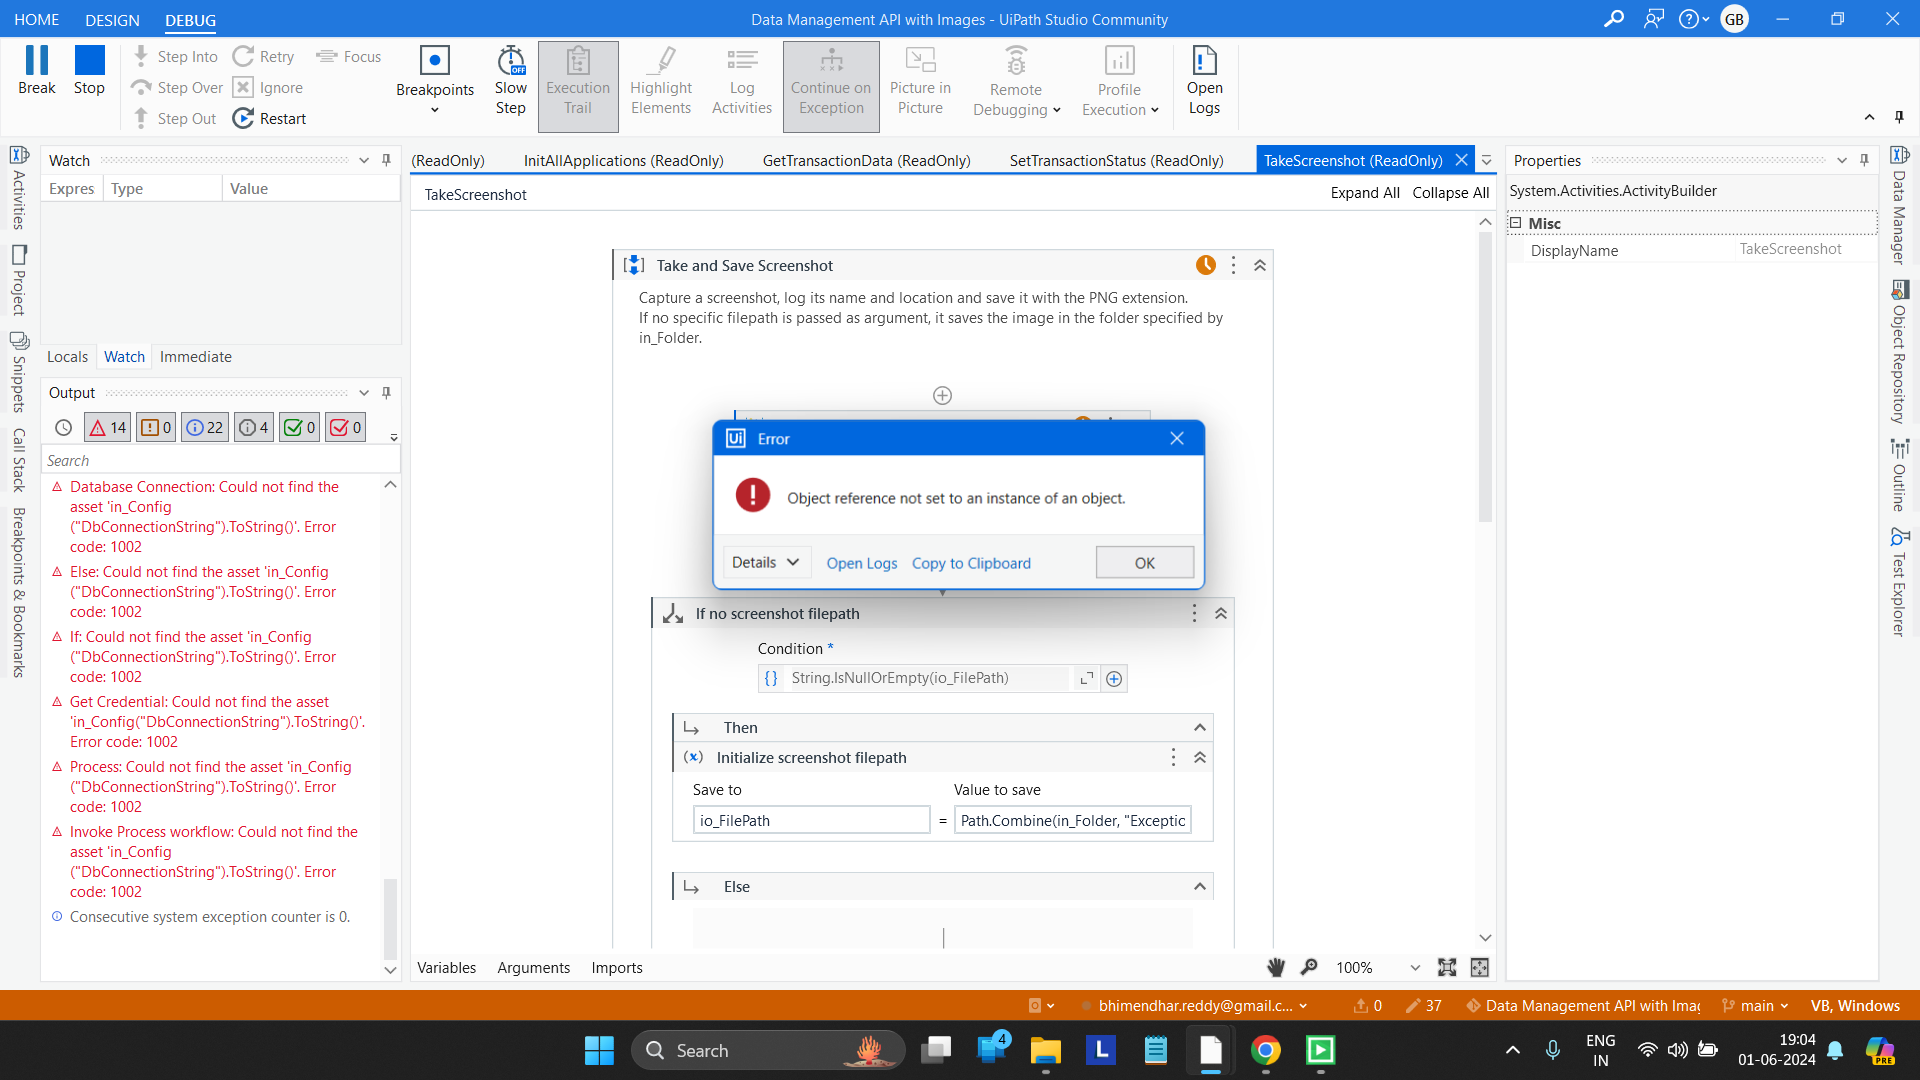 HOME DESIGN DEBUG
Data Management API with Images - UiPath Studio Community
GB
Break
Stop
Step Into
Step Over
Step Out
Retry
Ignore
Restart
Focus
Breakpoints
OFF
Slow
Step
Execution
Trail
Highlight
Elements
Log
Activities
Continue on
Exception
Picture in
Picture
Remote
Debugging
Profile
Execution
Open
Logs
Activities
Project
Snippets
Call Stack
Breakpoints & Bookmarks
Watch
Expres Type Value
Locals Watch Immediate
Output
14 0 22 4 0 0
Search
Database Connection: Could not find the
asset 'in_Config
("DbConnectionString").ToString()'. Error
code: 1002
Else: Could not find the asset 'in_Config
("DbConnectionString").ToString()'. Error
code: 1002
If: Could not find the asset 'in_Config
("DbConnectionString").ToString()'. Error
code: 1002
Get Credential: Could not find the asset
'in_Config("DbConnectionString").ToString()'.
Error code: 1002
Process: Could not find the asset 'in_Config
("DbConnectionString").ToString()'. Error
code: 1002
Invoke Process workflow: Could not find the
asset 'in_Config
("DbConnectionString").ToString()'. Error
code: 1002
Consecutive system exception counter is 0.
(ReadOnly) InitAllApplications (ReadOnly) GetTransactionData (ReadOnly) SetTransactionStatus (ReadOnly) TakeScreenshot (ReadOnly)
TakeScreenshot
Expand All Collapse All
Take and Save Screenshot
Capture a screenshot, log its name and location and save it with the PNG extension.
If no specific filepath is passed as argument, it saves the image in the folder specified by
in_Folder.
Ui Error
Object reference not set to an instance of an object.
Details Open Logs Copy to Clipboard OK
If no screenshot filepath
Condition *
String.IsNullOrEmpty(io_FilePath)
Then
Initialize screenshot filepath
Save to Value to save
io_FilePath = Path.Combine(in_Folder, "Exceptic
Else
Variables Arguments Imports
100%
Properties
System.Activities.ActivityBuilder
Misc
DisplayName TakeScreenshot
Data Manager
Object Repository
Outline
Test Explorer
bhimendhar.reddy@gmail.c... 0 37 Data Management API with Imag main VB, Windows
Search
4
L
ENG
IN
19:04
01-06-2024
PRE